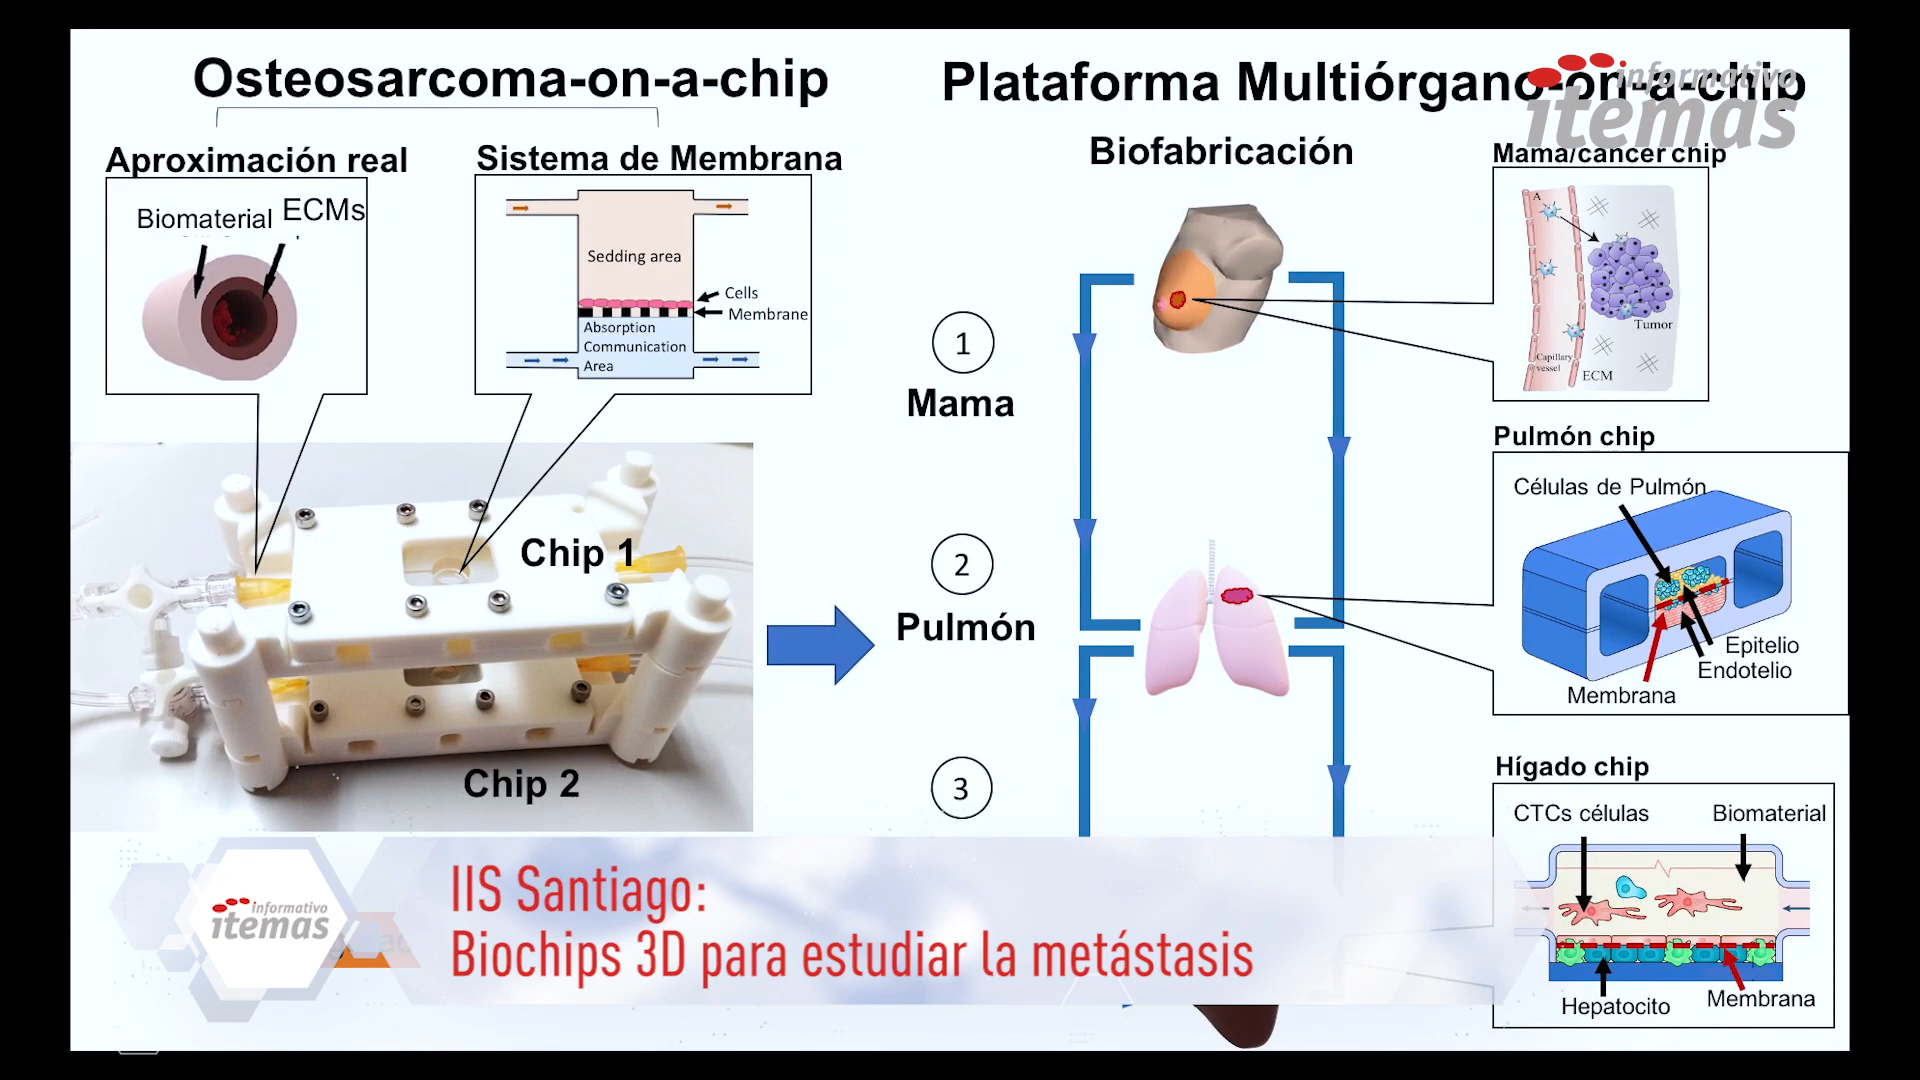 Osteosarcoma-on-a-chip
Aproximación real
Biomaterial
ECMs
Sistema de Membrana
Sedding area
Cells
Membrane
Absorption
Communication
Area
Chip 1
Chip 2
Plataforma Multiórgano-on-a-chip
informativo
itemas
Biofabricación
1
Mama
2
Pulmón
3
Mama/cancer chip
A
Tumor
Capillary
vessel
ECM
Pulmón chip
Células de Pulmón
Epitelio
Endotelio
Membrana
Hígado chip
CTCs células
Biomaterial
Hepatocito
Membrana
informativo
itemas
IIS Santiago:
Biochips 3D para estudiar la metástasis